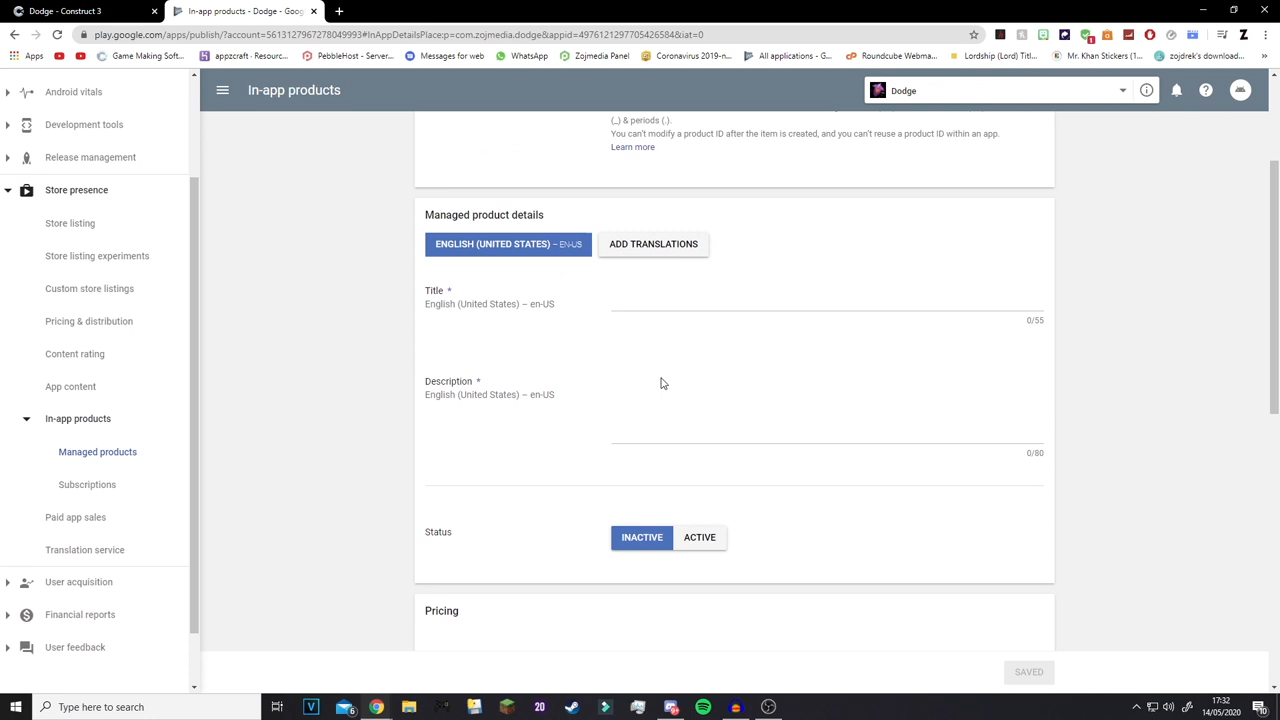 Dodge - Construct 3
In-app products - Dodge - Goog
play.google.com/apps/publish/?account=5613127967278049993#InAppDetailsPlace:p=com.zojmedia.dodge&appid=4976121297705426584&iat=0
Apps
Game Making Soft...
appzcraft - Resourc...
PebbleHost - Server...
Messages for web
WhatsApp
Zojmedia Panel
Coronavirus 2019-n...
All applications - G...
Roundcube Webma...
Lordship (Lord) Titl...
Mr. Khan Stickers (1...
zojdrek's download...
»
Android vitals
Development tools
Release management
Store presence
Store listing
Store listing experiments
Custom store listings
Pricing & distribution
Content rating
App content
In-app products
Managed products
Subscriptions
Paid app sales
Translation service
User acquisition
Financial reports
User feedback
In-app products
Dodge
(_) & periods (.).
You can't modify a product ID after the item is created, and you can't reuse a product ID within an app.
Learn more
Managed product details
ENGLISH (UNITED STATES) – EN-US
ADD TRANSLATIONS
Title *
English (United States) – en-US
0/55
Description *
English (United States) – en-US
0/80
Status
INACTIVE
ACTIVE
Pricing
SAVED
Type here to search
20
17:32
14/05/2020